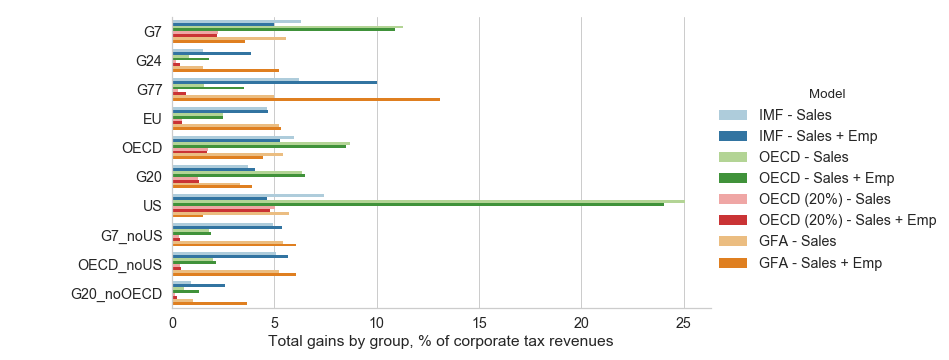 G7
G24
G77
EU
OECD
G20
US
G7_noUS
OECD_noUS
G20_noOECD
0 5 10 15 20 25
Total gains by group, % of corporate tax revenues
Model
IMF - Sales
IMF - Sales + Emp
OECD - Sales
OECD - Sales + Emp
OECD (20%) - Sales
OECD (20%) - Sales + Emp
GFA - Sales
GFA - Sales + Emp